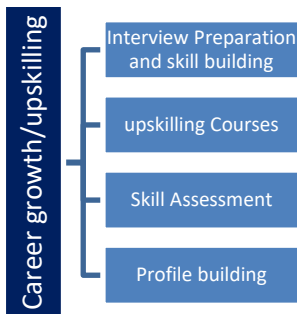 Career growth/upskilling
Interview Preparation
and skill building
upskilling Courses
Skill Assessment
Profile building